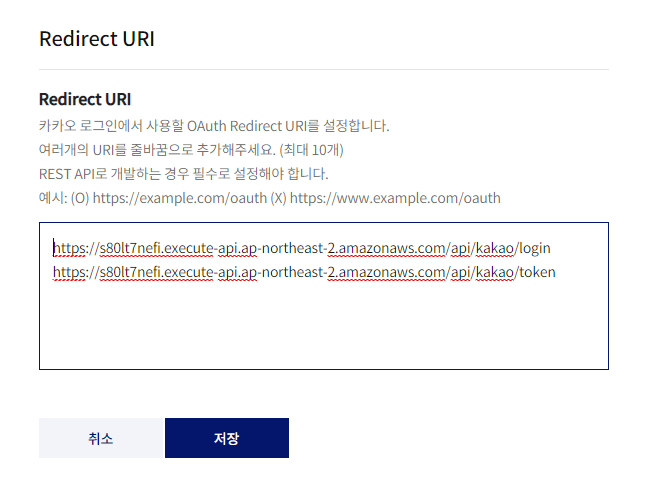 Redirect URI
Redirect URI
카카오 로그인에서 사용할 OAuth Redirect URI를 설정합니다.
여러개의 URI를 줄바꿈으로 추가해주세요. (최대 10개)
REST API로 개발하는 경우 필수로 설정해야 합니다.
예시: (O) https://example.com/oauth (X) https://www.example.com/oauth
https://s80lt7nefi.execute-api.ap-northeast-2.amazonaws.com/api/kakao/login
https://s80lt7nefi.execute-api.ap-northeast-2.amazonaws.com/api/kakao/token
취소
저장